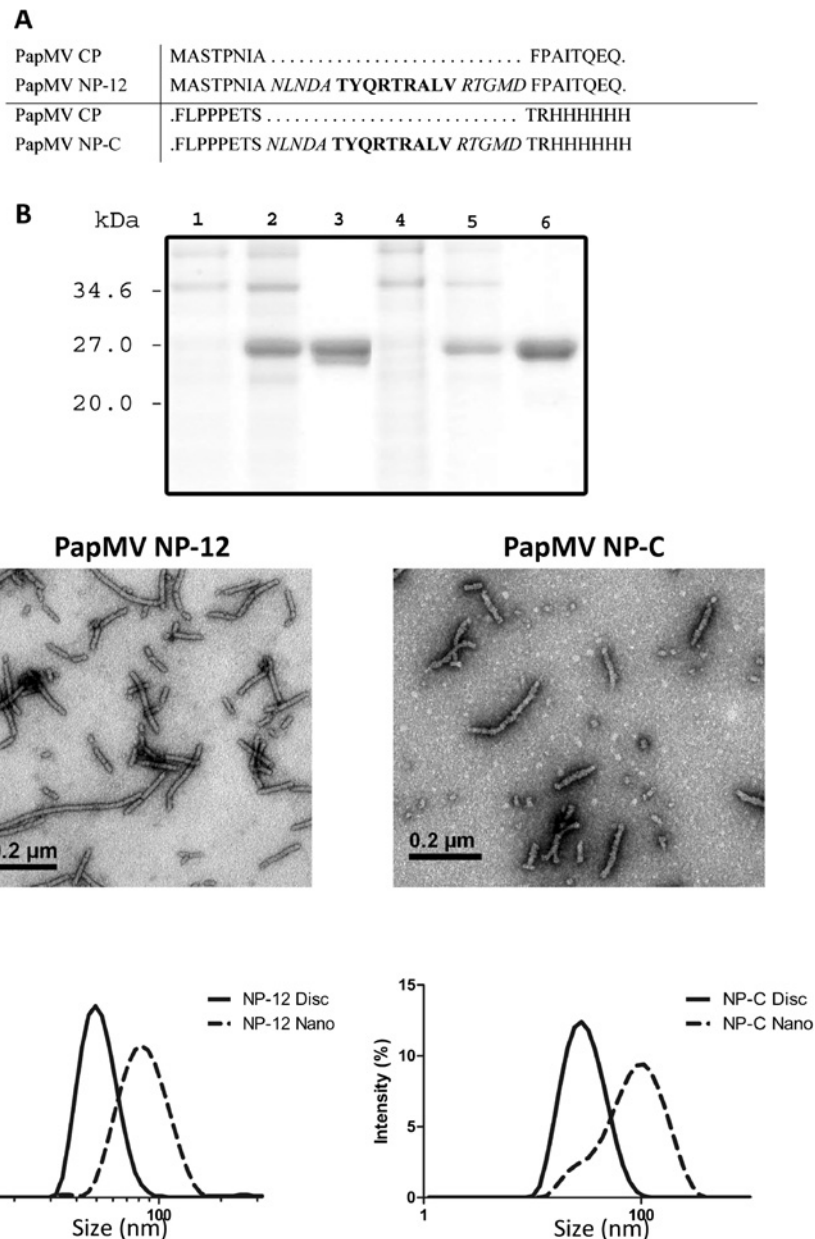 A
PapMV CP MASTPNIA . . . . . . . . . . . . . . . . . . . . . . . . . . FPAITQEQ.
PapMV NP-12 MASTPNIA NLNDA TYQRTRALV RTGMD FPAITQEQ.
PapMV CP .FLPPPETS . . . . . . . . . . . . . . . . . . . . . . . . . . TRHHHHHH
PapMV NP-C .FLPPPETS NLNDA TYQRTRALV RTGMD TRHHHHHH
B
kDa 1 2 3 4 5 6
34.6 -
27.0 -
20.0 -
PapMV NP-12 PapMV NP-C
0.2 µm
0.2 µm
NP-12 Disc
NP-12 Nano
100
Size (nm)
15
10
5
0
Intensity (%)
NP-C Disc
NP-C Nano
1 100
Size (nm)